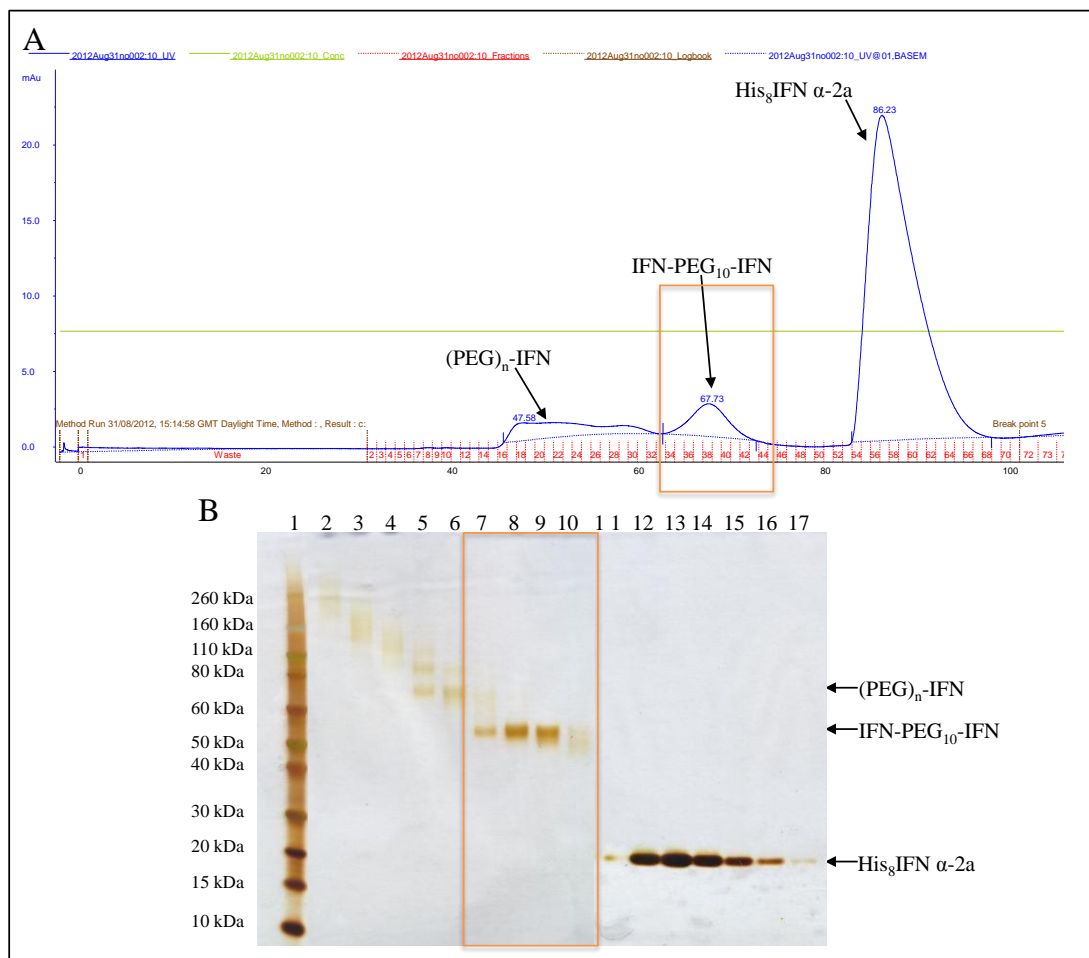 A
2012Aug31no002:10_UV 2012Aug31no002:10_Conc 2012Aug31no002:10_Fractions 2012Aug31no002:10_Logbook 2012Aug31no002:10_UV@01,BASEM
mAu
His₈IFN α-2a
86.23
20.0
15.0
IFN-PEG₁₀-IFN
10.0
(PEG)ₙ-IFN
5.0
67.73
47.58
Method Run 31/08/2012, 15:14:58 GMT Daylight Time, Method : , Result : c: Break point 5
0.0
1 Waste 2 3 4 5 6 7 8 9 10 12 14 16 18 20 22 24 26 28 30 32 34 36 38 40 42 44 46 48 50 52 54 56 58 60 62 64 66 68 70 72 73
0 20 40 60 80 100
B
1 2 3 4 5 6 7 8 9 10 1 1 12 13 14 15 16 17
260 kDa
160 kDa
110 kDa
80 kDa
(PEG)ₙ-IFN
60 kDa
IFN-PEG₁₀-IFN
50 kDa
40 kDa
30 kDa
20 kDa
His₈IFN α-2a
15 kDa
10 kDa